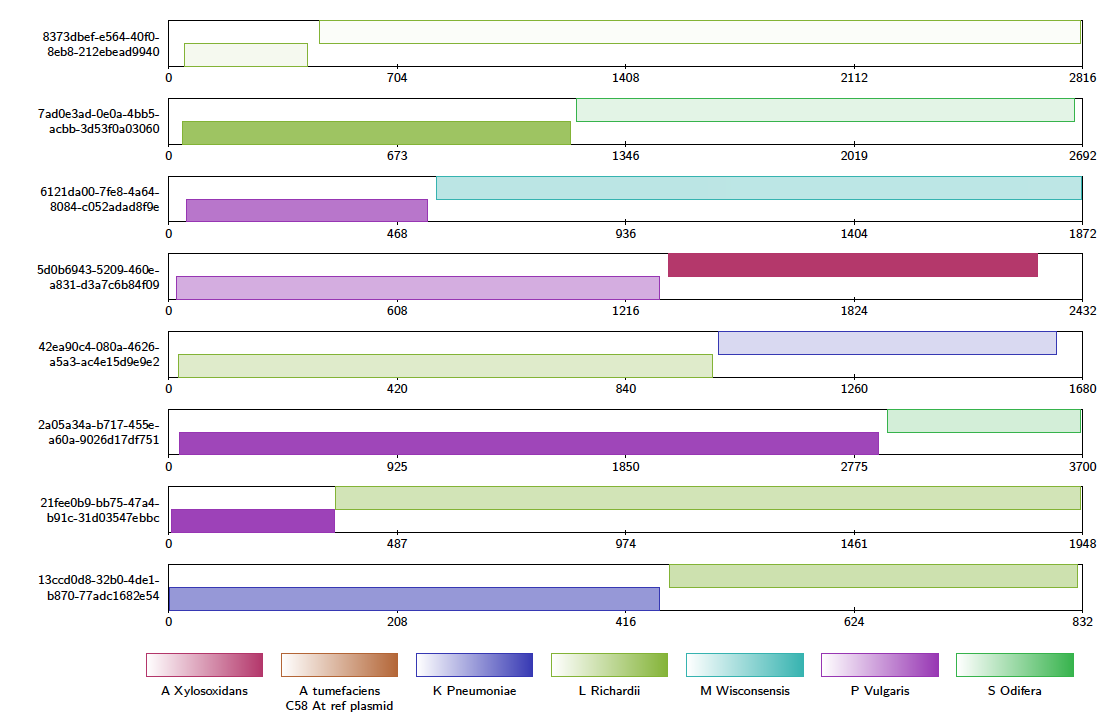 8373dbef-e564-40f0-
8eb8-212ebead9940
0 704 1408 2112 2816
7ad0e3ad-0e0a-4bb5-
acbb-3d53f0a03060
0 673 1346 2019 2692
6121da00-7fe8-4a64-
8084-c052adad8f9e
0 468 936 1404 1872
5d0b6943-5209-460e-
a831-d3a7c6b84f09
0 608 1216 1824 2432
42ea90c4-080a-4626-
a5a3-ac4e15d9e9e2
0 420 840 1260 1680
2a05a34a-b717-455e-
a60a-9026d17df751
0 925 1850 2775 3700
21fee0b9-bb75-47a4-
b91c-31d03547ebbc
0 487 974 1461 1948
13ccd0d8-32b0-4de1-
b870-77adc1682e54
0 208 416 624 832
A Xylosoxidans
A tumefaciens
C58 At ref plasmid
K Pneumoniae
L Richardii
M Wisconsensis
P Vulgaris
S Odifera